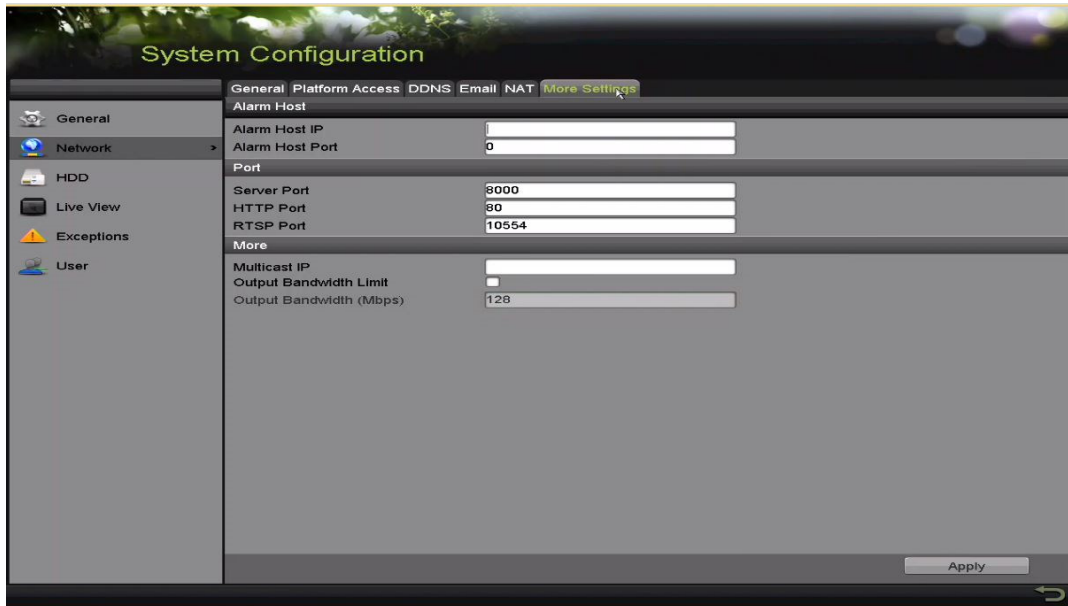 System Configuration
General Platform Access DDNS Email NAT More Settings
General
Network >
HDD
Live View
Exceptions
User
Alarm Host
Alarm Host IP
Alarm Host Port 0
Port
Server Port 8000
HTTP Port 80
RTSP Port 10554
More
Multicast IP
Output Bandwidth Limit
Output Bandwidth (Mbps) 128
Apply